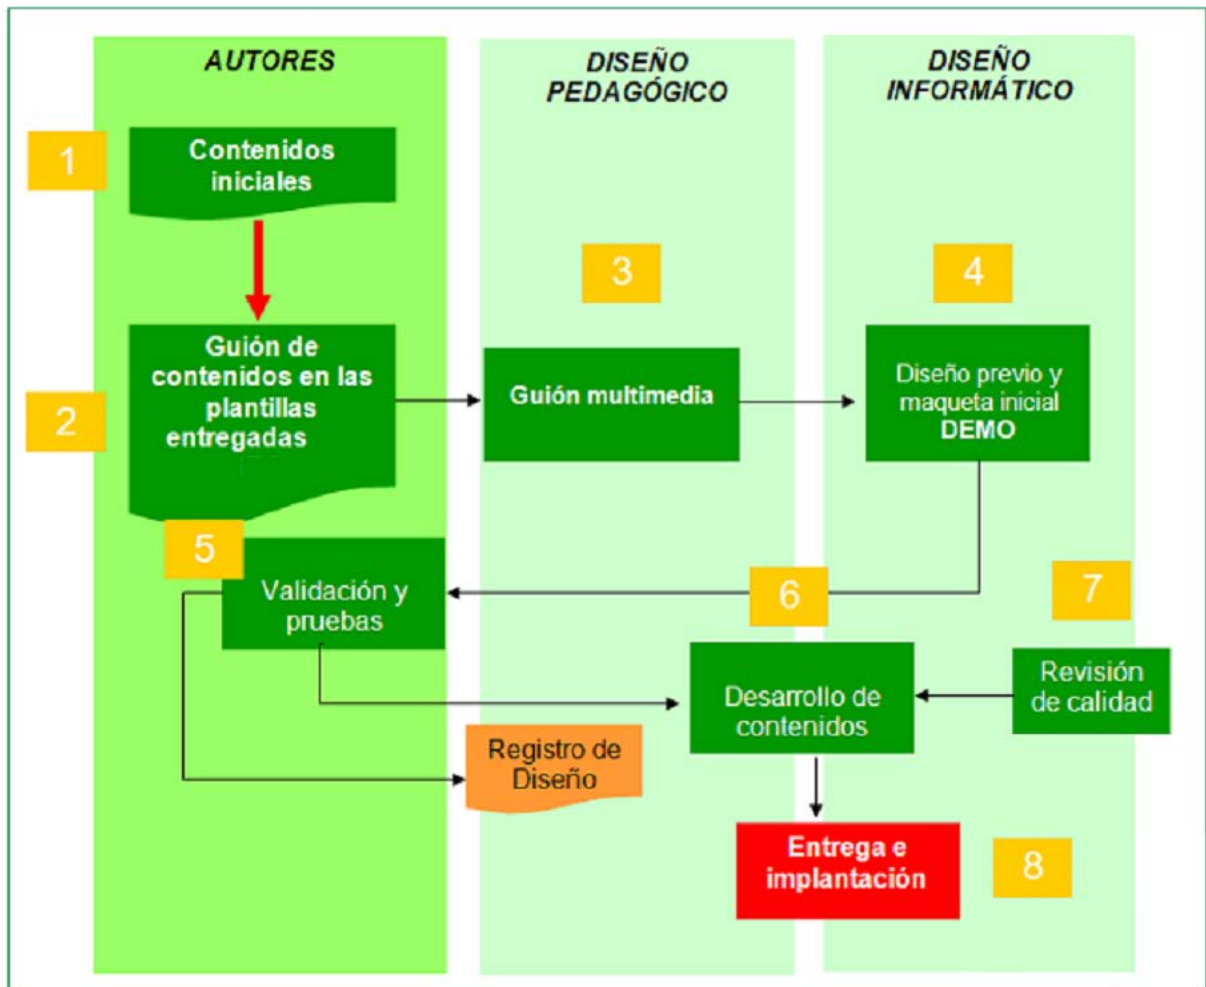 AUTORES
DISEÑO
PEDAGÓGICO
DISEÑO
INFORMÁTICO
1
Contenidos
iniciales
3
4
2
Guión de
contenidos en las
plantillas
entregadas
Guión multimedia
Diseño previo y
maqueta inicial
DEMO
5
Validación y
pruebas
6
7
Desarrollo de
contenidos
Revisión
de calidad
Registro de
Diseño
Entrega e
implantación
8